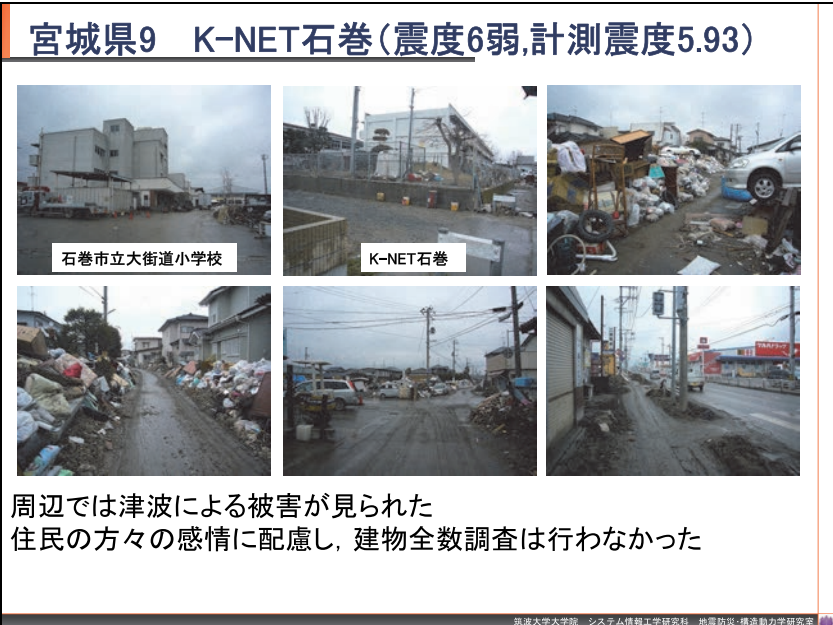 宮城県9　K-NET石巻(震度6弱,計測震度5.93)
石巻市立大街道小学校
K-NET石巻
周辺では津波による被害が見られた
住民の方々の感情に配慮し，建物全数調査は行わなかった
筑波大学大学院　システム情報工学研究科　地震防災・構造動力学研究室